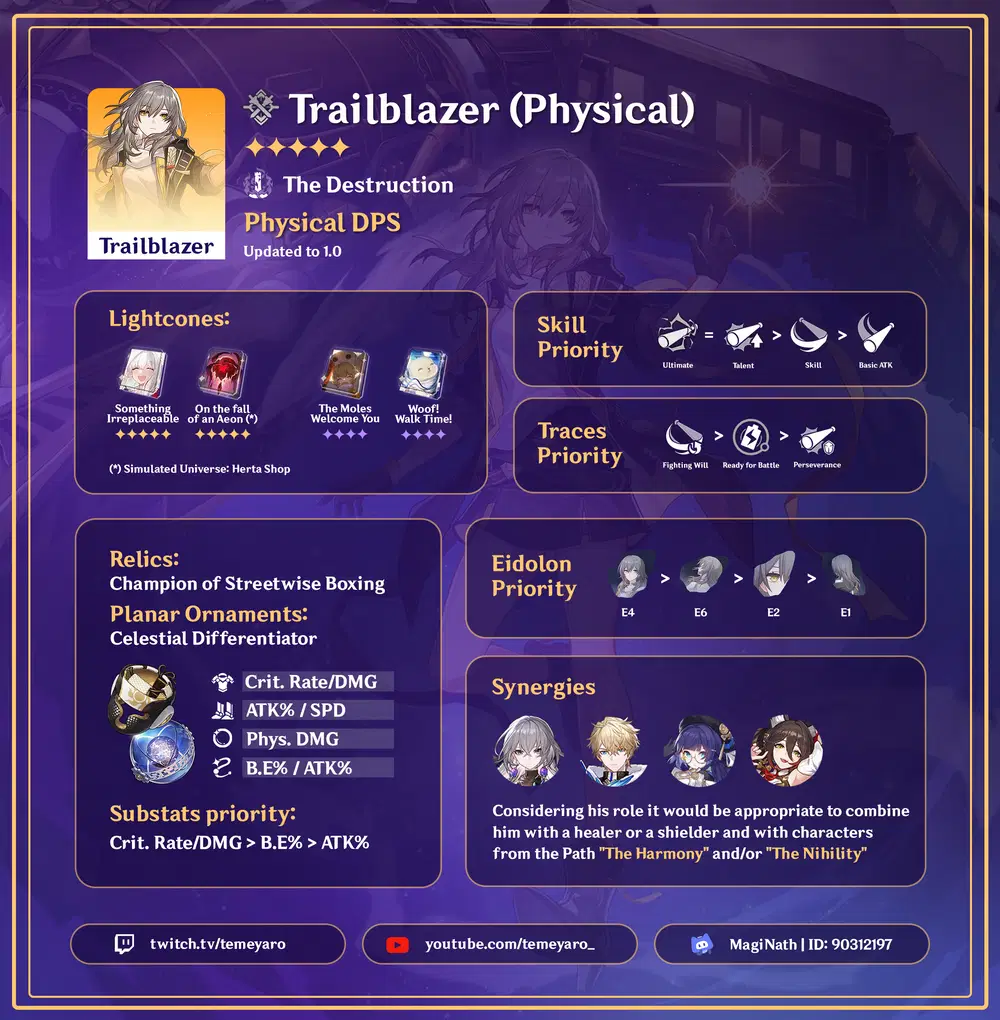 Trailblazer (Physical)
The Destruction
Physical DPS
Updated to 1.0
Trailblazer
Lightcones:
Something
Irreplaceable
On the fall
of an Aeon (*)
The Moles
Welcome You
Woof!
Walk Time!
(*) Simulated Universe: Herta Shop
Skill
Priority
= > >
Ultimate Talent Skill Basic ATK
Traces
Priority
> >
Fighting Will Ready for Battle Perseverance
Relics:
Champion of Streetwise Boxing
Planar Ornaments:
Celestial Differentiator
Crit. Rate/DMG
ATK% / SPD
Phys. DMG
B.E% / ATK%
Substats priority:
Crit. Rate/DMG > B.E% > ATK%
Eidolon
Priority
> > >
E4 E6 E2 E1
Synergies
Considering his role it would be appropriate to combine
him with a healer or a shielder and with characters
from the Path "The Harmony" and/or "The Nihility"
twitch.tv/temeyaro
youtube.com/temeyaro_
MagiNath | ID: 90312197